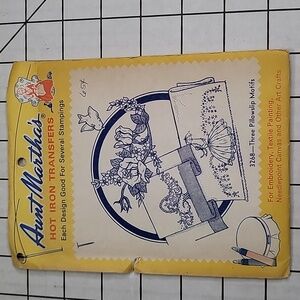 Aunt Martha's®
HOT IRON TRANSFERS
Each Design Good For Several Stampings
65¢
3268—Three Pillowslip Motifs
For Embroidery, Textile Painting,
Needlepoint Canvas and Other Art Crafts